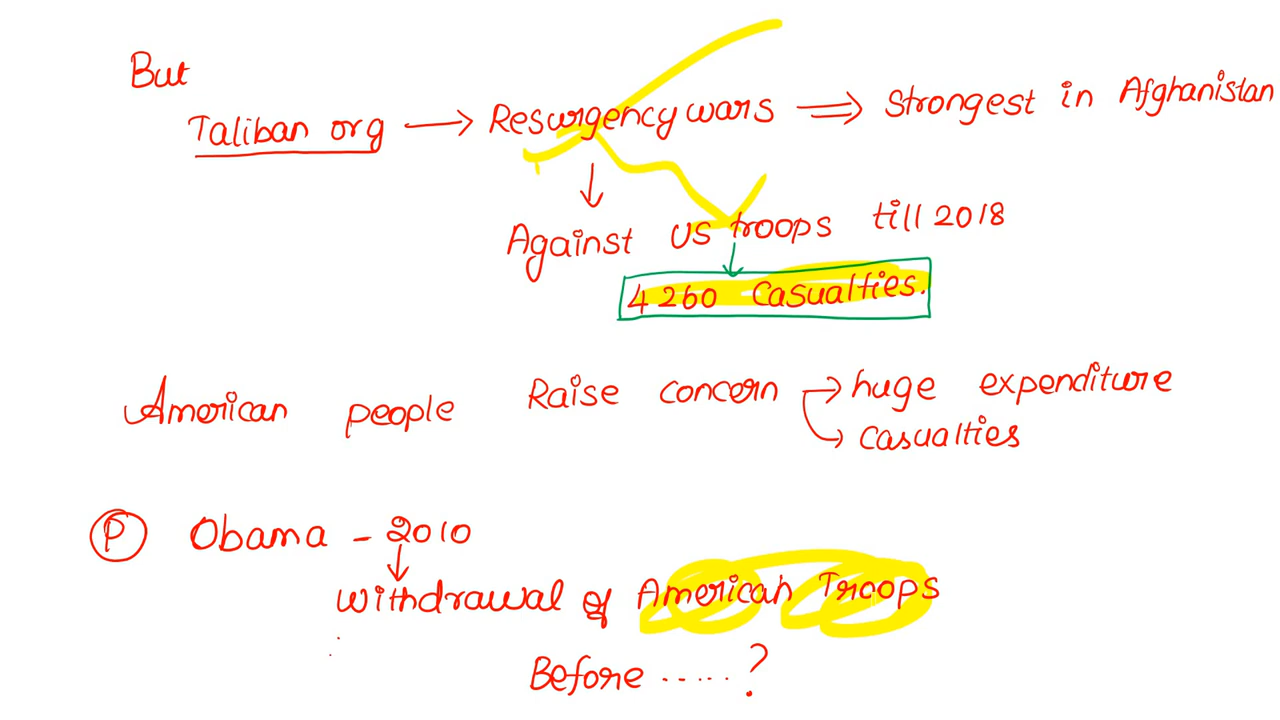 But
Taliban org → Resurgency wars ⇒ Strongest in Afghanistan
↓
Against US troops till 2018
↓
4260 Casualties.
American people Raise concern → huge expenditure
→ casualties
Ⓟ Obama - 2010
↓
withdrawal of American Troops
Before ..... ?